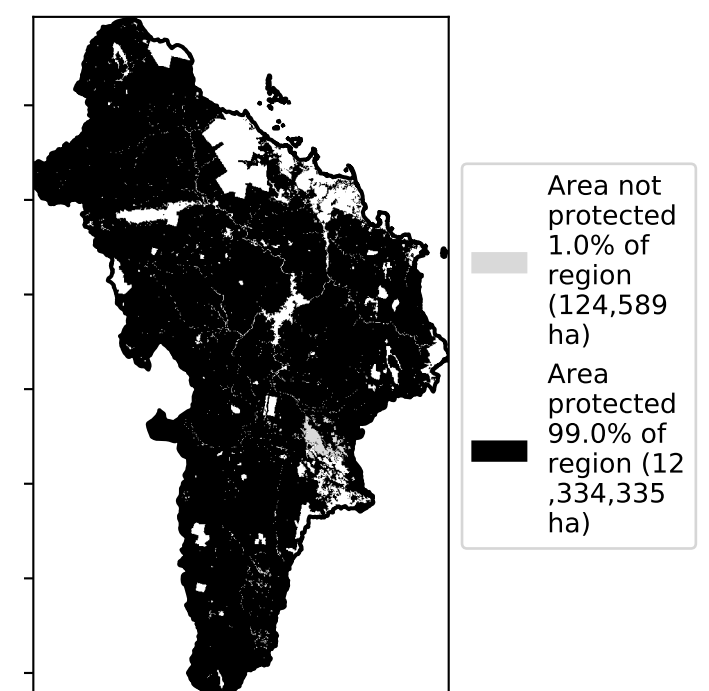 Area not
protected
1.0% of
region
(124,589
ha)
Area
protected
99.0% of
region (12
,334,335
ha)